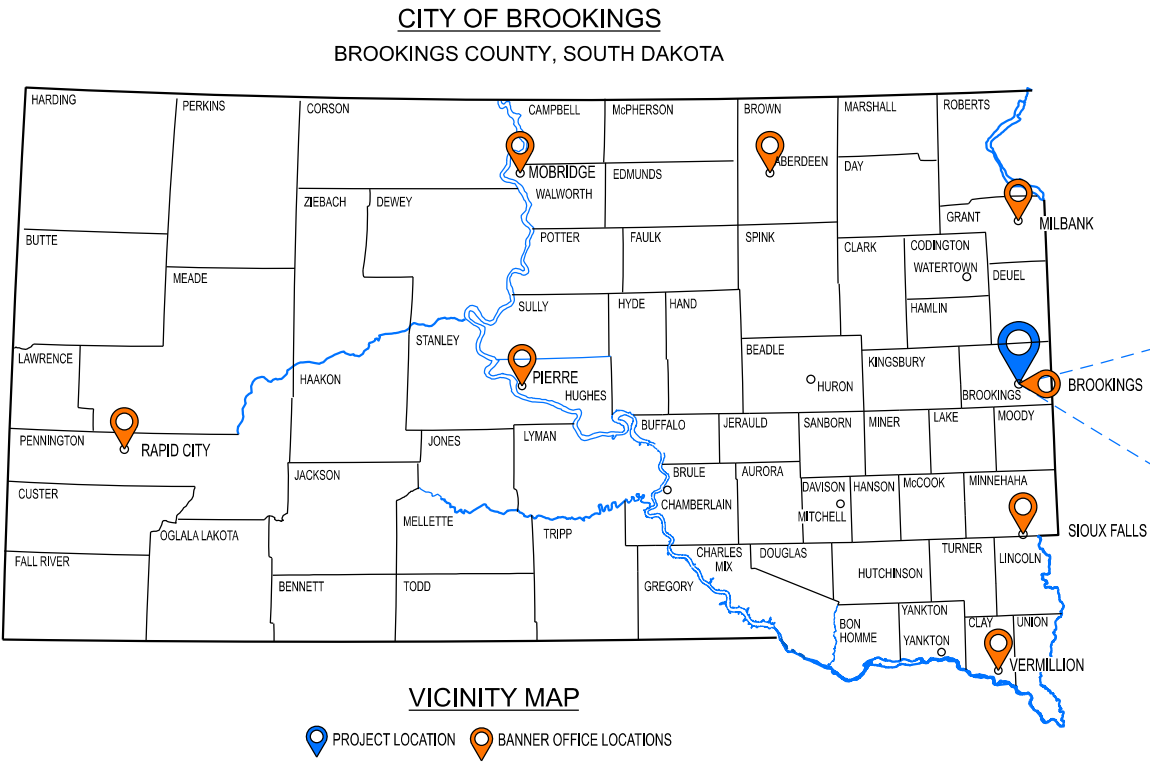 CITY OF BROOKINGS
BROOKINGS COUNTY, SOUTH DAKOTA
HARDING
PERKINS
CORSON
CAMPBELL
McPHERSON
BROWN
MARSHALL
ROBERTS
MOBRIDGE
WALWORTH
EDMUNDS
ABERDEEN
DAY
ZIEBACH
DEWEY
GRANT
MILBANK
BUTTE
MEADE
POTTER
FAULK
SPINK
CLARK
CODINGTON
WATERTOWN
DEUEL
SULLY
HYDE
HAND
HAMLIN
LAWRENCE
STANLEY
BEADLE
KINGSBURY
HAAKON
PIERRE
HUGHES
HURON
BROOKINGS
BROOKINGS
PENNINGTON
RAPID CITY
JONES
LYMAN
BUFFALO
JERAULD
SANBORN
MINER
LAKE
MOODY
CUSTER
JACKSON
BRULE
CHAMBERLAIN
AURORA
DAVISON
MITCHELL
HANSON
McCOOK
MINNEHAHA
OGLALA LAKOTA
MELLETTE
TRIPP
SIOUX FALLS
FALL RIVER
BENNETT
TODD
GREGORY
CHARLES
MIX
DOUGLAS
HUTCHINSON
TURNER
LINCOLN
BON
HOMME
YANKTON
YANKTON
CLAY
UNION
VERMILLION
VICINITY MAP
PROJECT LOCATION
BANNER OFFICE LOCATIONS